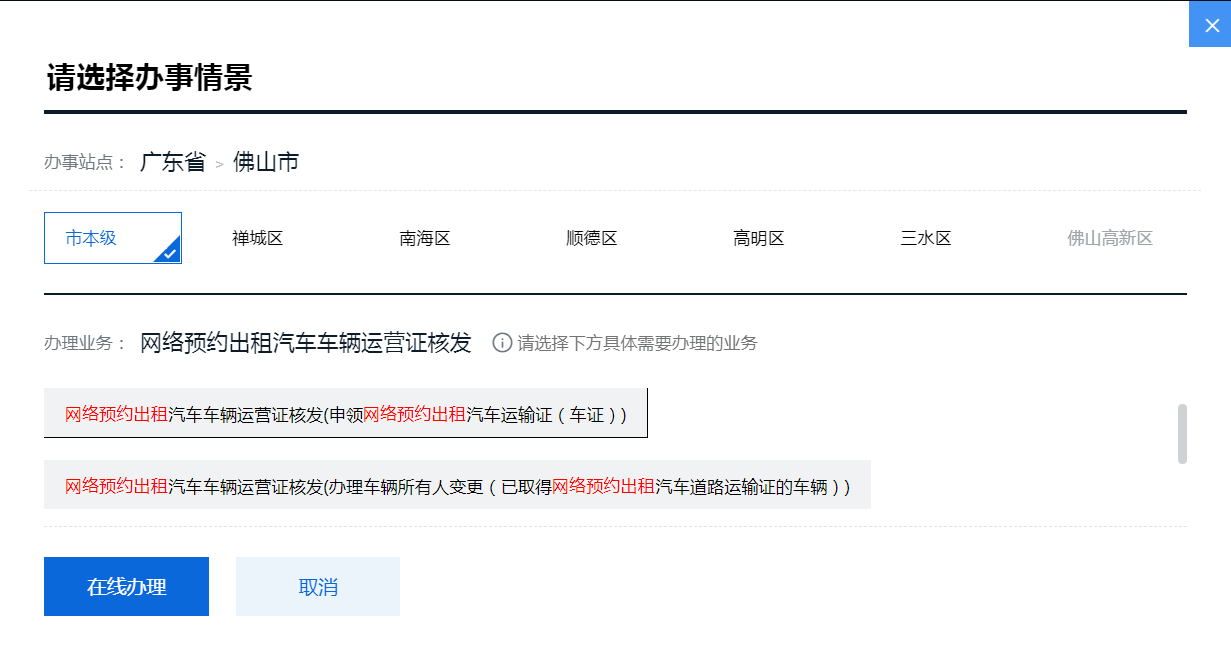 请选择办事情景
办事站点： 广东省 > 佛山市
市本级 禅城区 南海区 顺德区 高明区 三水区 佛山高新区
办理业务： 网络预约出租汽车车辆运营证核发 请选择下方具体需要办理的业务
网络预约出租汽车车辆运营证核发(申领网络预约出租汽车运输证（车证）)
网络预约出租汽车车辆运营证核发(办理车辆所有人变更（已取得网络预约出租汽车道路运输证的车辆）)
在线办理 取消